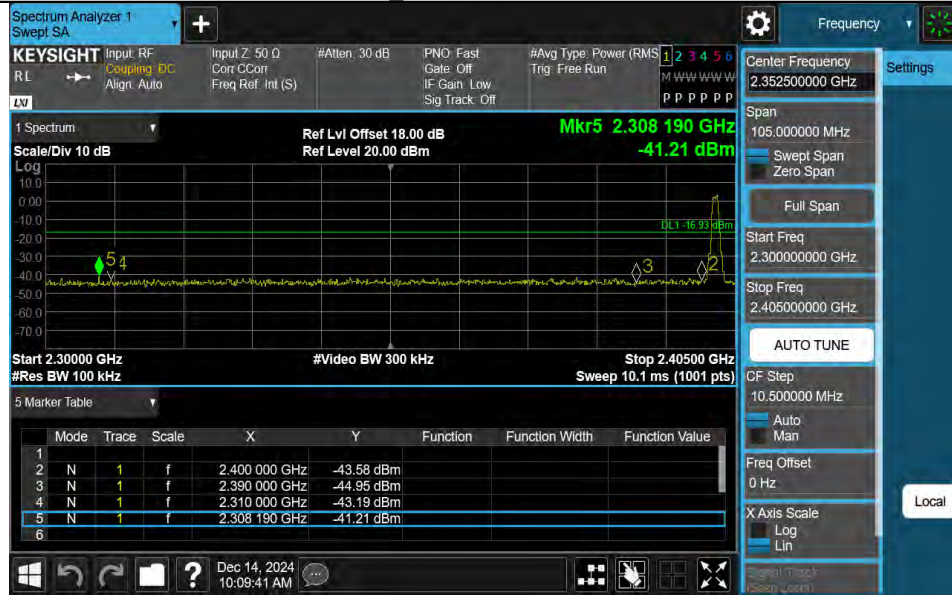 Spectrum Analyzer 1
Swept SA
Frequency
KEYSIGHT
RL
LXI
Input: RF
Coupling: DC
Align: Auto
Input Z: 50 Ω
Corr CCorr
Freq Ref: Int (S)
#Atten: 30 dB
PNO: Fast
Gate: Off
IF Gain: Low
Sig Track: Off
#Avg Type: Power (RMS
Trig: Free Run
1 2 3 4 5 6
M W W W W W
P P P P P P
1 Spectrum
Scale/Div 10 dB
Ref Lvl Offset 18.00 dB
Ref Level 20.00 dBm
Mkr5 2.308 190 GHz
-41.21 dBm
Log
10.0
0.00
-10.0
-20.0
-30.0
-40.0
-50.0
-60.0
-70.0
DL1 -16.93 dBm
5
4
3
2
Start 2.30000 GHz
#Video BW 300 kHz
Stop 2.40500 GHz
#Res BW 100 kHz
Sweep 10.1 ms (1001 pts)
5 Marker Table
Mode Trace Scale X Y Function Function Width Function Value
1
2 N 1 f 2.400 000 GHz -43.58 dBm
3 N 1 f 2.390 000 GHz -44.95 dBm
4 N 1 f 2.310 000 GHz -43.19 dBm
5 N 1 f 2.308 190 GHz -41.21 dBm
6
?
Dec 14, 2024
10:09:41 AM
Center Frequency
2.352500000 GHz
Settings
Span
105.000000 MHz
Swept Span
Zero Span
Full Span
Start Freq
2.300000000 GHz
Stop Freq
2.405000000 GHz
AUTO TUNE
CF Step
10.500000 MHz
Auto
Man
Freq Offset
0 Hz
Local
X Axis Scale
Log
Lin
Signal Track
(Span Zoom)